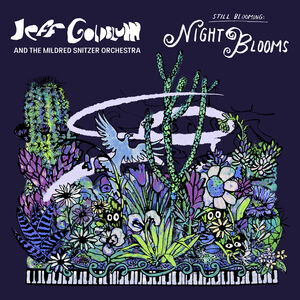 Jeff Goldblum
AND THE MILDRED SNITZER ORCHESTRA
STILL BLOOMING:
NIGHT BLOOMS